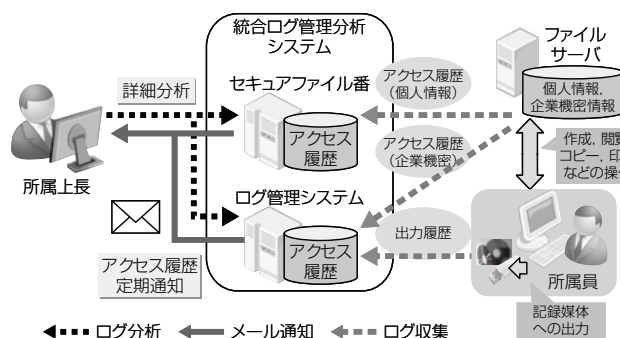 統合ログ管理分析
システム
ファイル
サーバ
詳細分析
セキュアファイル番
アクセス履歴
（個人情報）
個人情報,
企業機密情報
アクセス
履歴
アクセス履歴
（企業機密）
作成, 閲覧
コピー, 印
などの操
所属上長
ログ管理システム
アクセス
履歴
出力履歴
所属員
アクセス履歴
定期通知
記録媒体
への出力
ログ分析
メール通知
ログ収集